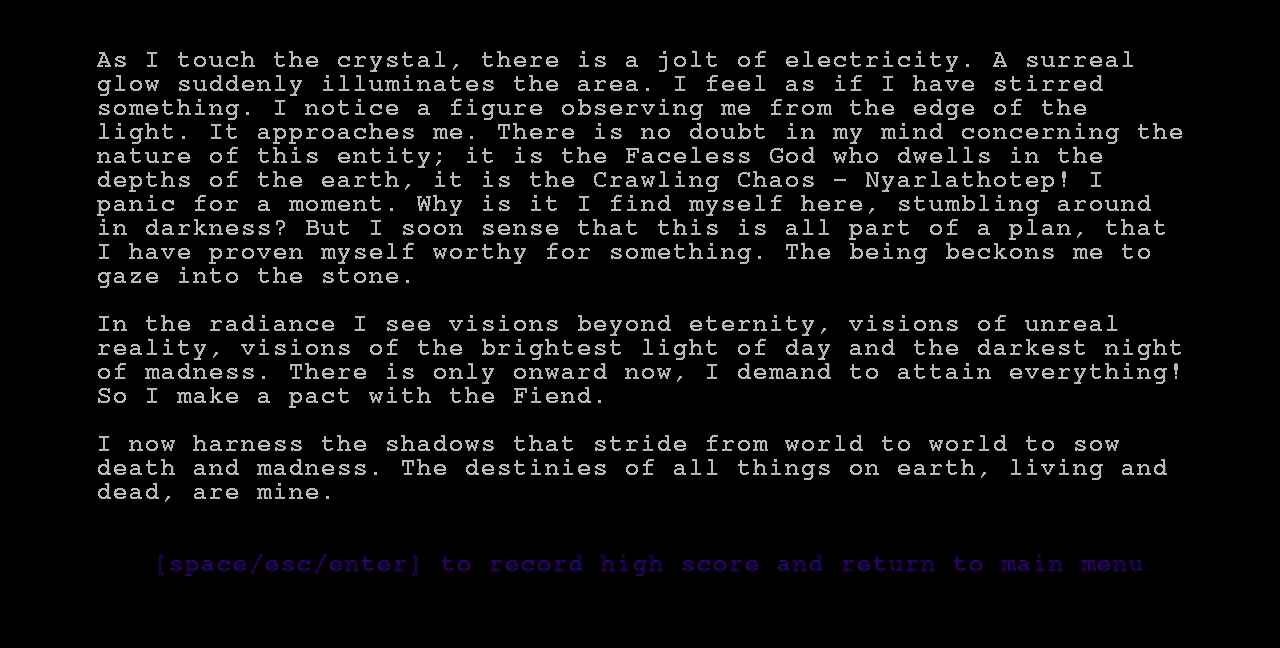 As I touch the crystal, there is a jolt of electricity. A surreal
glow suddenly illuminates the area. I feel as if I have stirred
something. I notice a figure observing me from the edge of the
light. It approaches me. There is no doubt in my mind concerning the
nature of this entity; it is the Faceless God who dwells in the
depths of the earth, it is the Crawling Chaos – Nyarlathotep! I
panic for a moment. Why is it I find myself here, stumbling around
in darkness? But I soon sense that this is all part of a plan, that
I have proven myself worthy for something. The being beckons me to
gaze into the stone.
In the radiance I see visions beyond eternity, visions of unreal
reality, visions of the brightest light of day and the darkest night
of madness. There is only onward now, I demand to attain everything!
So I make a pact with the Fiend.
I now harness the shadows that stride from world to world to sow
death and madness. The destinies of all things on earth, living and
dead, are mine.
[space/esc/enter] to record high score and return to main menu